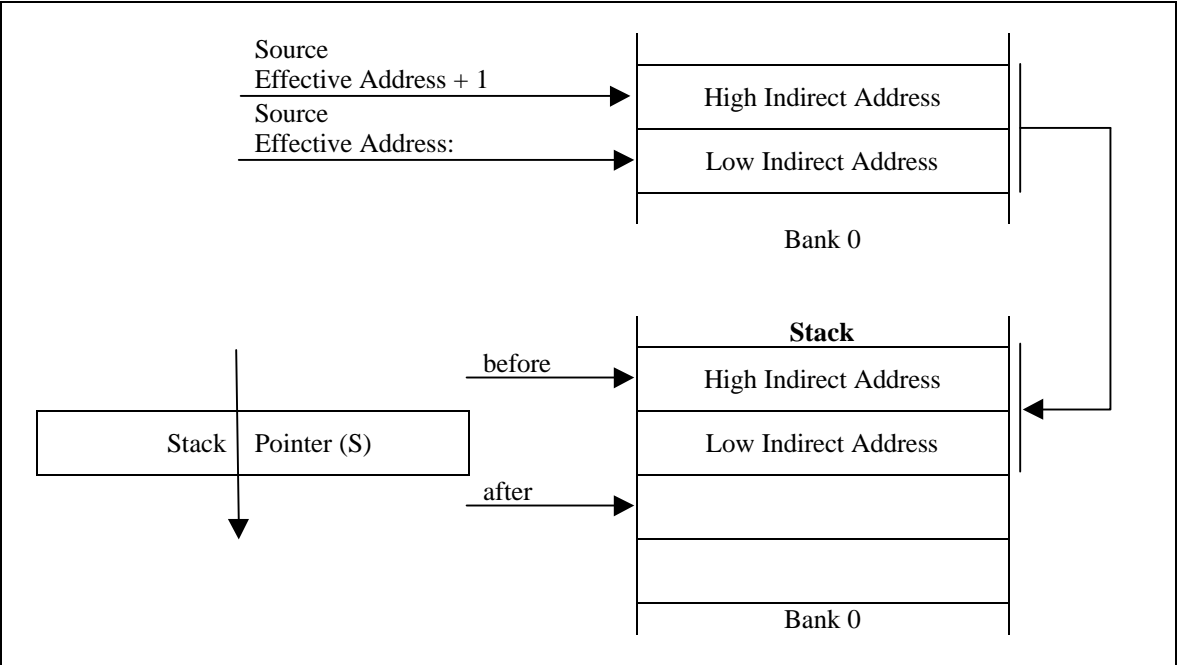 Source
Effective Address + 1
High Indirect Address
Source
Effective Address:
Low Indirect Address
Bank 0
Stack
before
High Indirect Address
Stack Pointer (S)
Low Indirect Address
after
Bank 0